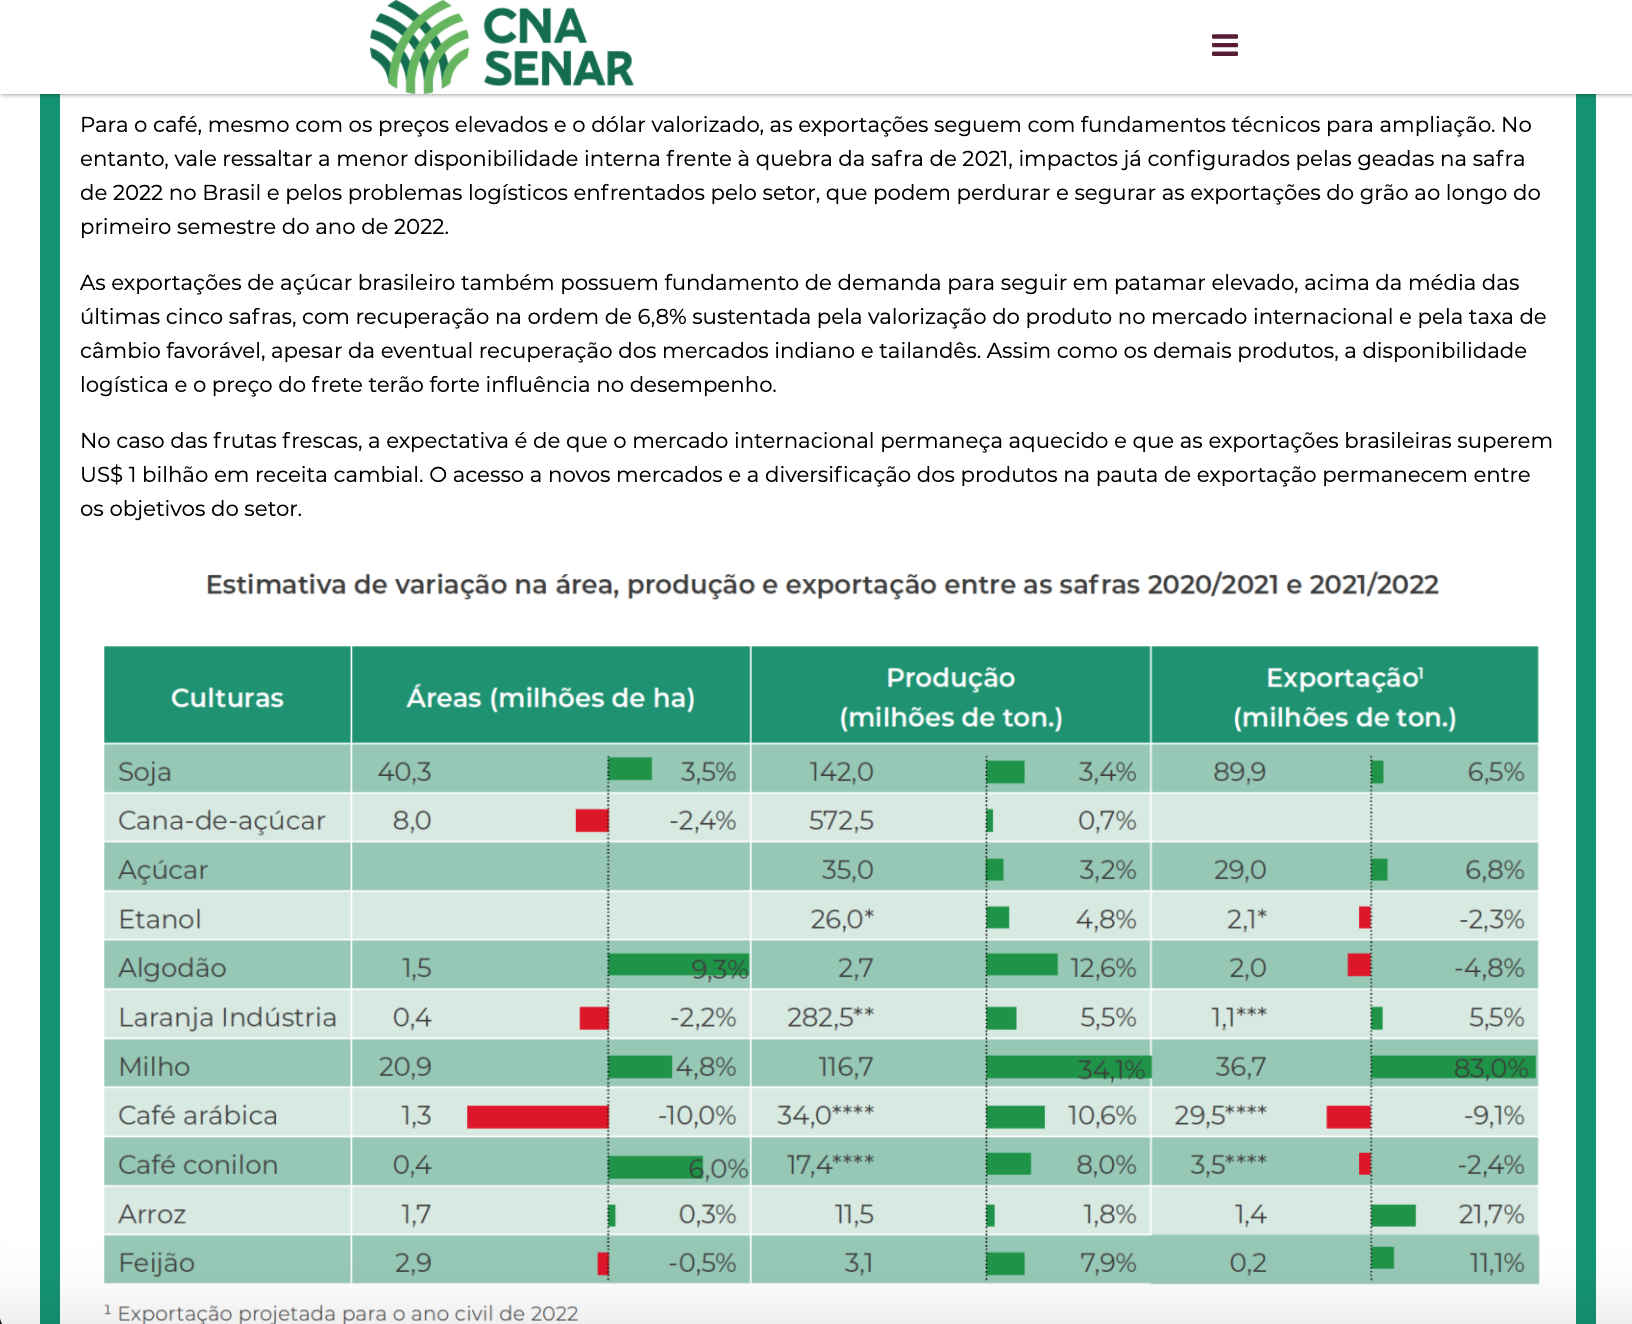 CNA
SENAR
Para o café, mesmo com os preços elevados e o dólar valorizado, as exportações seguem com fundamentos técnicos para ampliação. No
entanto, vale ressaltar a menor disponibilidade interna frente à quebra da safra de 2021, impactos já configurados pelas geadas na safra
de 2022 no Brasil e pelos problemas logísticos enfrentados pelo setor, que podem perdurar e segurar as exportações do grão ao longo do
primeiro semestre do ano de 2022.
As exportações de açúcar brasileiro também possuem fundamento de demanda para seguir em patamar elevado, acima da média das
últimas cinco safras, com recuperação na ordem de 6,8% sustentada pela valorização do produto no mercado internacional e pela taxa de
câmbio favorável, apesar da eventual recuperação dos mercados indiano e tailandês. Assim como os demais produtos, a disponibilidade
logística e o preço do frete terão forte influência no desempenho.
No caso das frutas frescas, a expectativa é de que o mercado internacional permaneça aquecido e que as exportações brasileiras superem
US$ 1 bilhão em receita cambial. O acesso a novos mercados e a diversificação dos produtos na pauta de exportação permanecem entre
os objetivos do setor.
Estimativa de variação na área, produção e exportação entre as safras 2020/2021 e 2021/2022
Culturas Áreas (milhões de ha) Produção (milhões de ton.) Exportação¹ (milhões de ton.)
Soja 40,3 3,5% 142,0 3,4% 89,9 6,5%
Cana-de-açúcar 8,0 -2,4% 572,5 0,7%
Açúcar 35,0 3,2% 29,0 6,8%
Etanol 26,0* 4,8% 2,1* -2,3%
Algodão 1,5 9,3% 2,7 12,6% 2,0 -4,8%
Laranja Indústria 0,4 -2,2% 282,5** 5,5% 1,1*** 5,5%
Milho 20,9 4,8% 116,7 34,1% 36,7 83,0%
Café arábica 1,3 -10,0% 34,0**** 10,6% 29,5**** -9,1%
Café conilon 0,4 6,0% 17,4**** 8,0% 3,5**** -2,4%
Arroz 1,7 0,3% 11,5 1,8% 1,4 21,7%
Feijão 2,9 -0,5% 3,1 7,9% 0,2 11,1%
¹ Exportação projetada para o ano civil de 2022